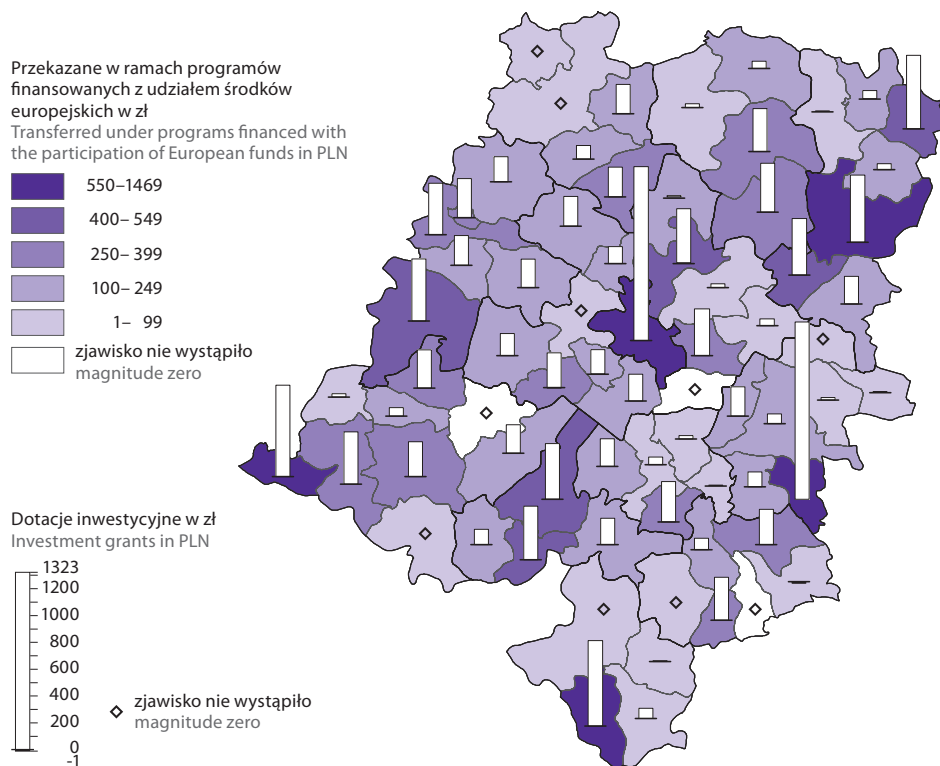 Przekazane w ramach programów
finansowanych z udziałem środków
europejskich w zł
Transferred under programs financed with
the participation of European funds in PLN
550–1469
400– 549
250– 399
100– 249
1– 99
zjawisko nie wystąpiło
magnitude zero
Dotacje inwestycyjne w zł
Investment grants in PLN
1323
1200
1000
800
600
400
200
0
-1
zjawisko nie wystąpiło
magnitude zero